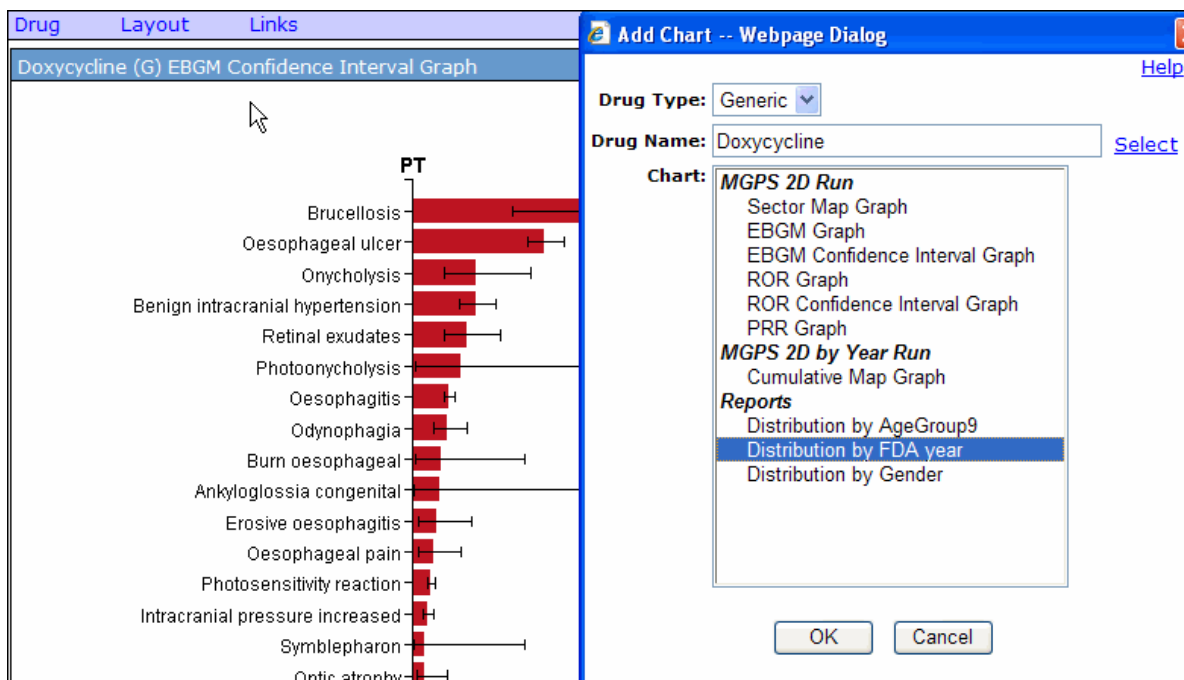 Drug Layout Links
Doxycycline (G) EBGM Confidence Interval Graph
PT
Brucellosis
Oesophageal ulcer
Onycholysis
Benign intracranial hypertension
Retinal exudates
Photoonycholysis
Oesophagitis
Odynophagia
Burn oesophageal
Ankyloglossia congenital
Erosive oesophagitis
Oesophageal pain
Photosensitivity reaction
Intracranial pressure increased
Symblepharon
Optic atrophy
Add Chart -- Webpage Dialog
Help
Drug Type: Generic
Drug Name: Doxycycline Select
Chart:
MGPS 2D Run
Sector Map Graph
EBGM Graph
EBGM Confidence Interval Graph
ROR Graph
ROR Confidence Interval Graph
PRR Graph
MGPS 2D by Year Run
Cumulative Map Graph
Reports
Distribution by AgeGroup9
Distribution by FDA year
Distribution by Gender
OK Cancel